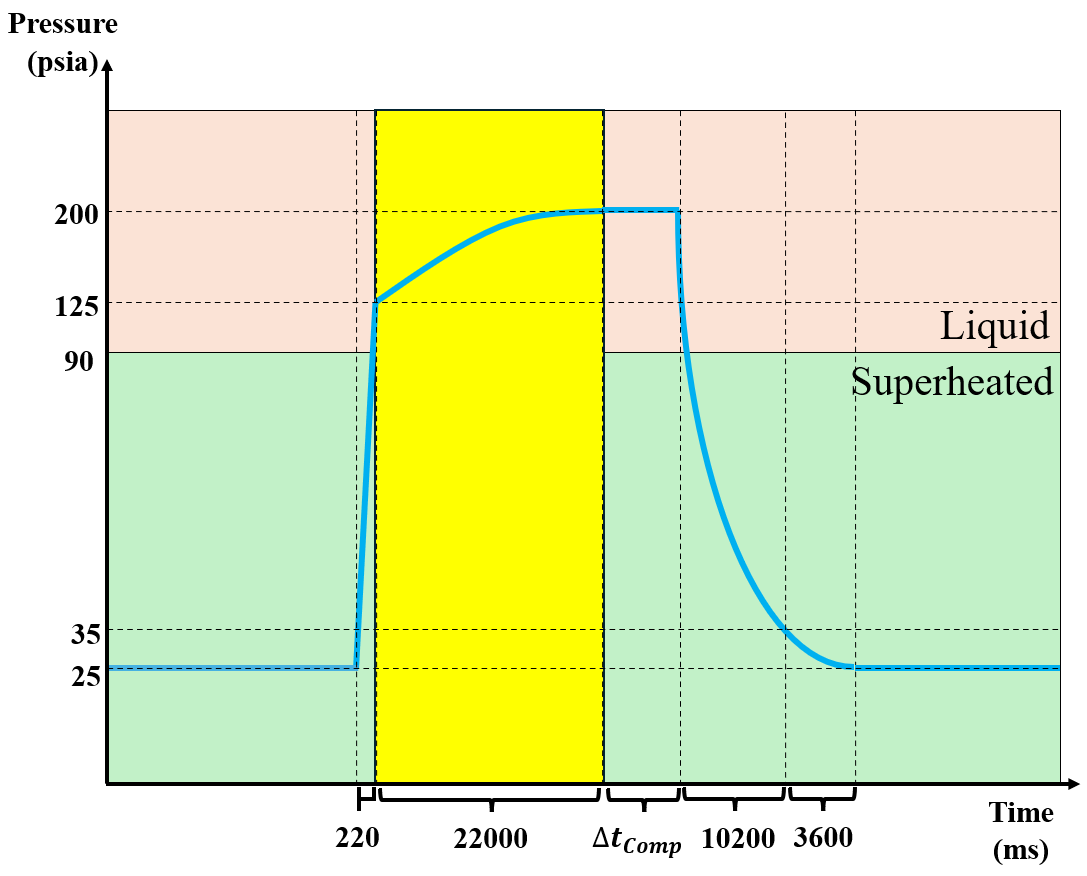 Pressure
(psia)
200
125
Liquid
90
Superheated
35
25
220 22000 Δt_Comp 10200 3600
Time
(ms)